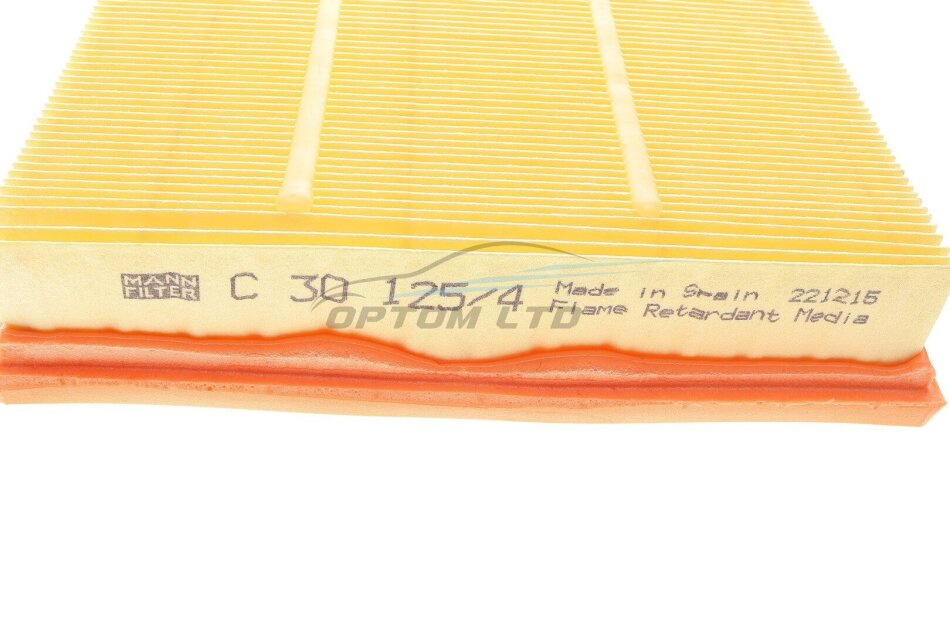 MANN
FILTER
C 30 125/4
Made in Spain 221215
Flame Retardant Media
OPTOM LTD